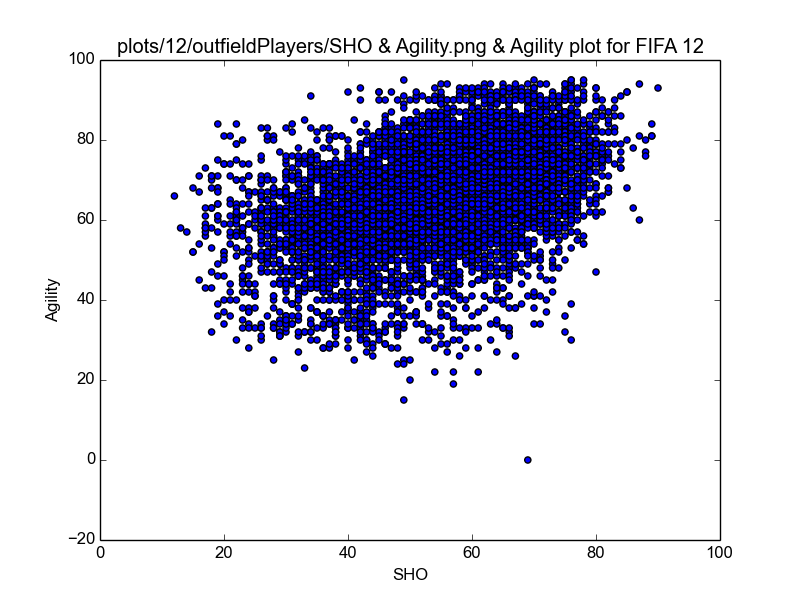 plots/12/outfieldPlayers/SHO & Agility.png & Agility plot for FIFA 12
100
80
60
40
20
0
−20
Agility
0 20 40 60 80 100
SHO